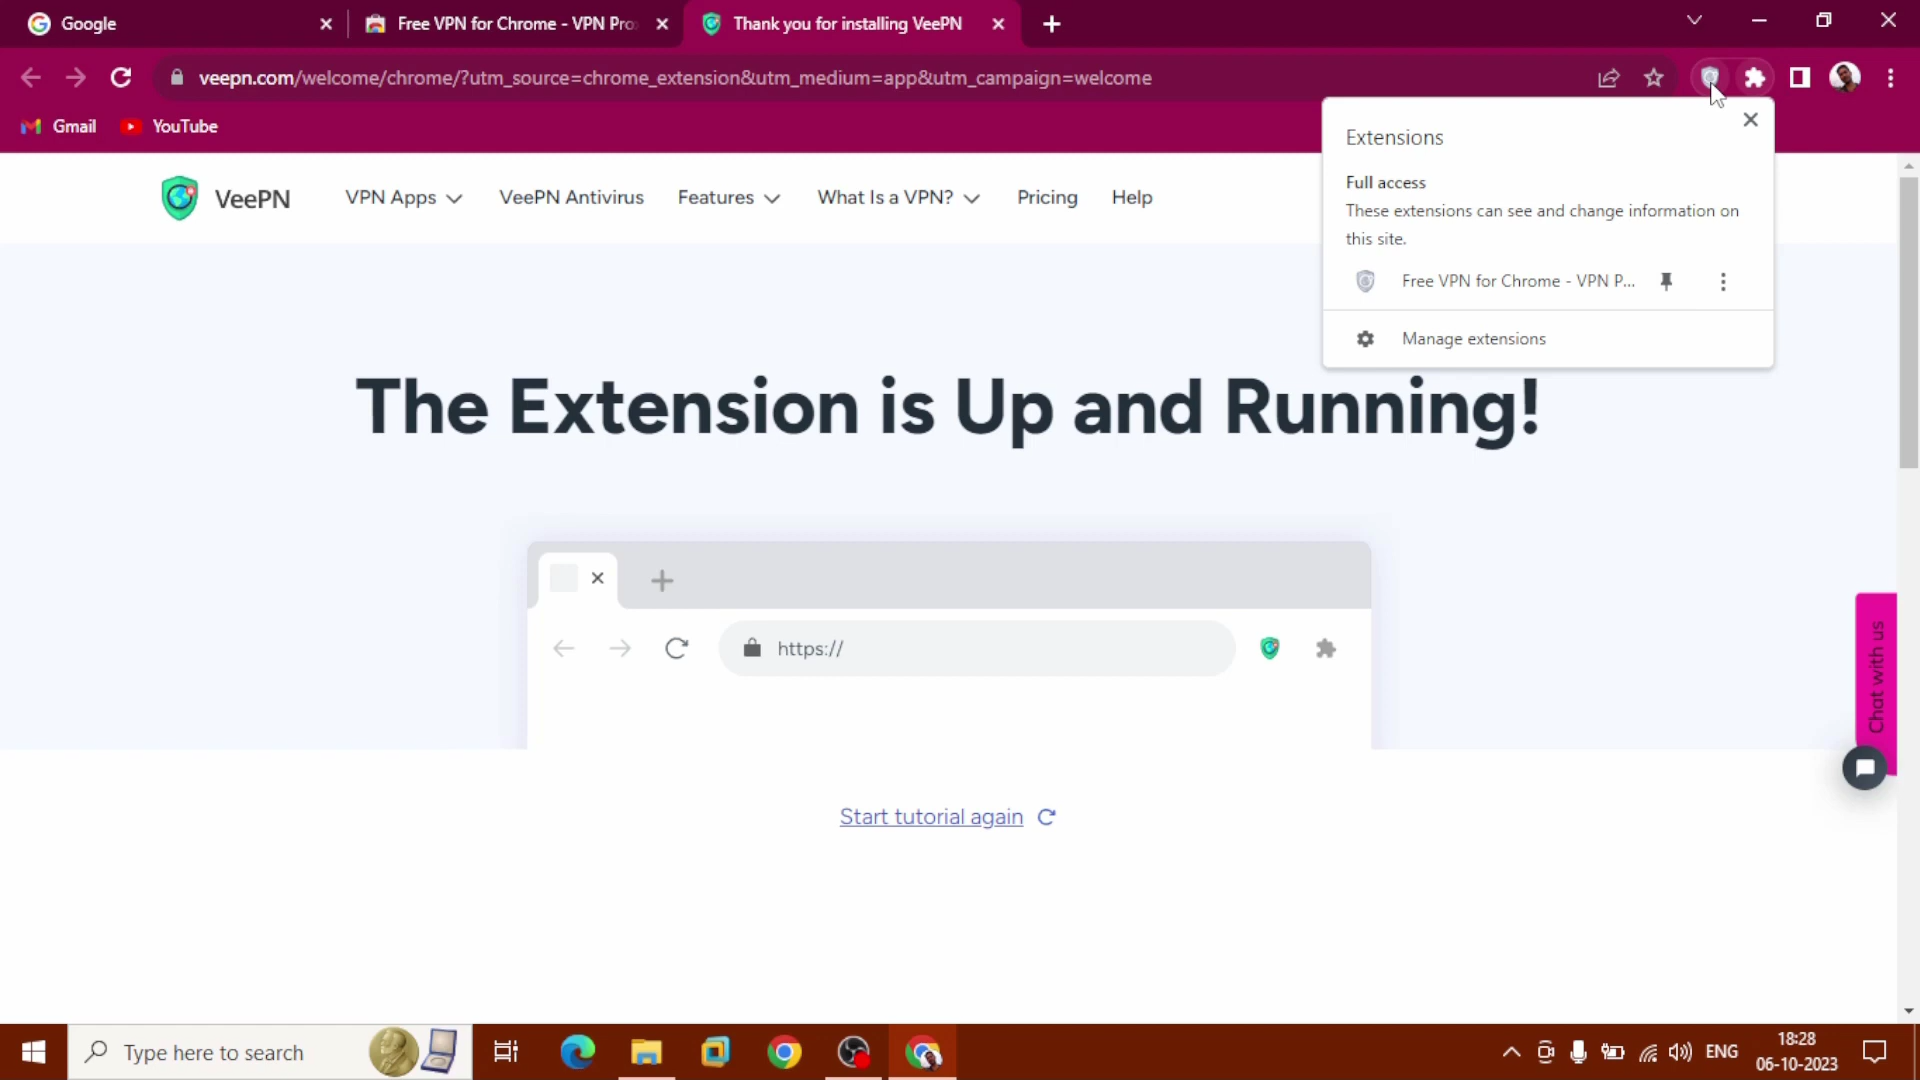 Google
Free VPN for Chrome - VPN Pro
Thank you for installing VeePN
veepn.com/welcome/chrome/?utm_source=chrome_extension&utm_medium=app&utm_campaign=welcome
Gmail
YouTube
VeePN
VPN Apps
VeePN Antivirus
Features
What Is a VPN?
Pricing
Help
Extensions
Full access
These extensions can see and change information on
this site.
Free VPN for Chrome - VPN P...
Manage extensions
The Extension is Up and Running!
https://
Chat with us
Start tutorial again
Type here to search
ENG
18:28
06-10-2023